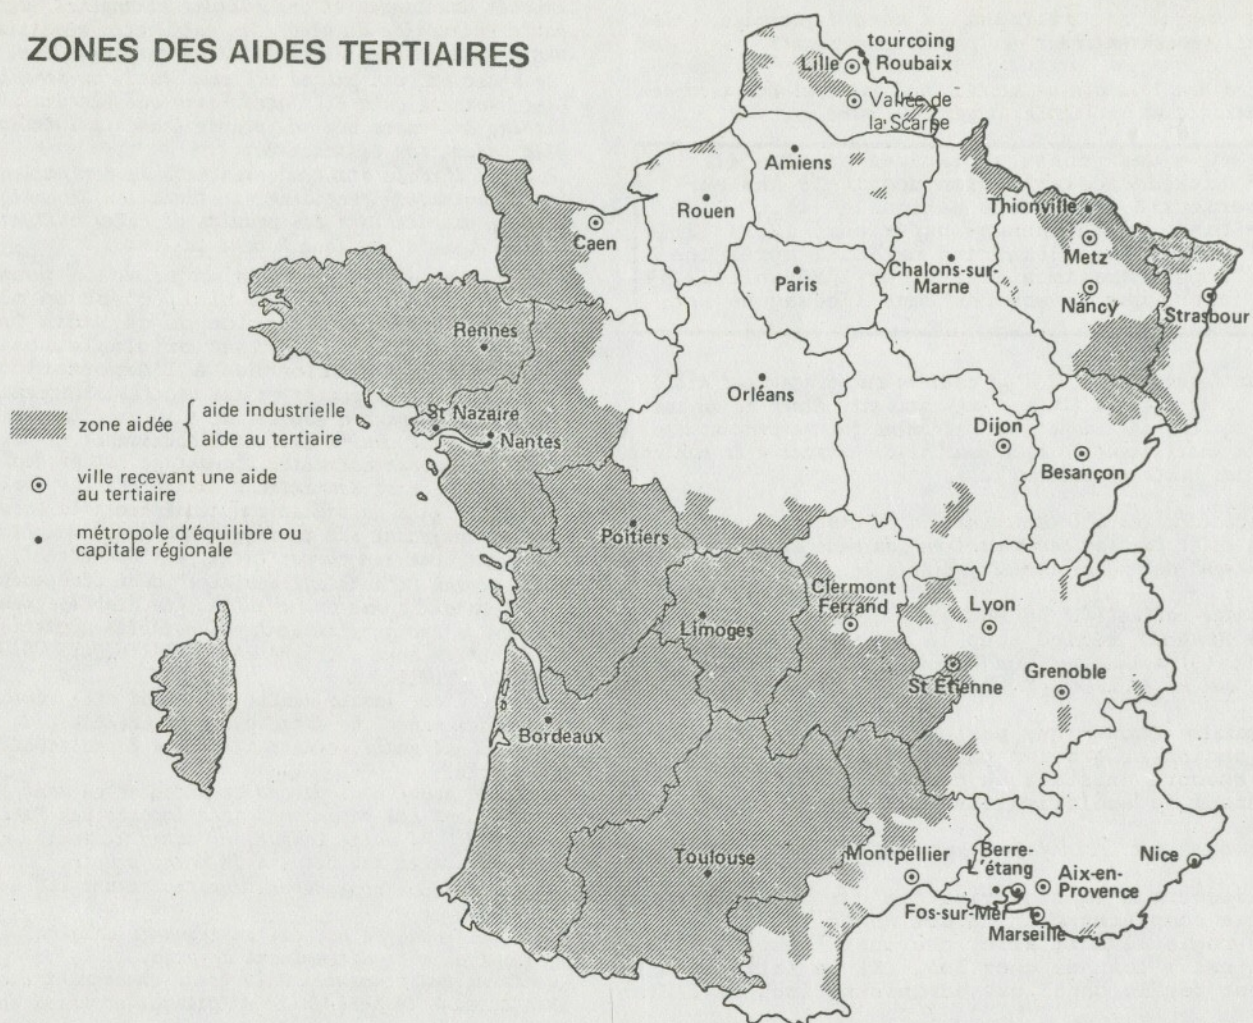 ZONES DES AIDES TERTIAIRES
tourcoing
Lille
Roubaix
Vallée de
la Scarpe
Amiens
Rouen
Caen
Thionville
Metz
Paris
Chalons-sur-
Marne
Nancy
Strasbour
Rennes
Orléans
zone aidée
aide industrielle
aide au tertiaire
St Nazaire
Nantes
Dijon
Besançon
ville recevant une aide
au tertiaire
métropole d'équilibre ou
capitale régionale
Poitiers
Clermont
Ferrand
Lyon
Limoges
St Etienne
Grenoble
Bordeaux
Toulouse
Montpellier
Berre-
L'étang
Aix-en-
Provence
Nice
Fos-sur-Mer
Marseille